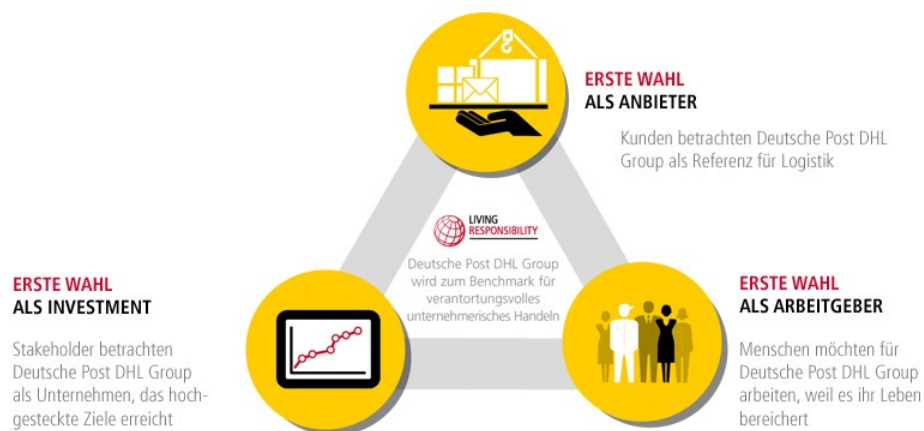 ERSTE WAHL
ALS ANBIETER
Kunden betrachten Deutsche Post DHL
Group als Referenz für Logistik
LIVING
RESPONSIBILITY
Deutsche Post DHL Group
wird zum Benchmark für
verantortungsvolles
unternehmerisches Handeln
ERSTE WAHL
ALS INVESTMENT
Stakeholder betrachten
Deutsche Post DHL Group
als Unternehmen, das hoch-
gesteckte Ziele erreicht
ERSTE WAHL
ALS ARBEITGEBER
Menschen möchten für
Deutsche Post DHL Group
arbeiten, weil es ihr Leben
bereichert